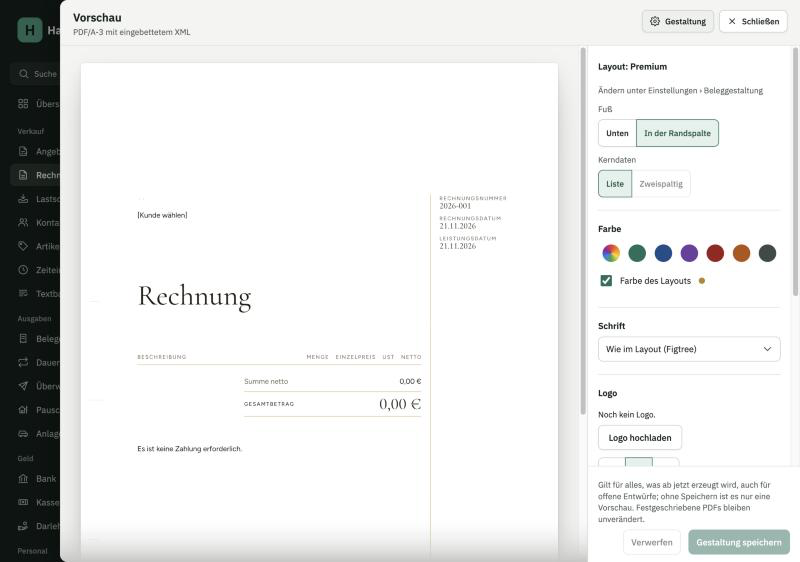 Vorschau
PDF/A-3 mit eingebettetem XML
Gestaltung
Schließen
H
Suche
Verkauf
Ausgaben
Bank
Kasse
Geld
Personal
[Kunde wählen]
RECHNUNGSNUMMER
2026-001
RECHNUNGSDATUM
21.11.2026
LEISTUNGSDATUM
21.11.2026
Rechnung
BESCHREIBUNG MENGE EINZELPREIS UST NETTO
Summe netto 0,00 €
GESAMTBETRAG 0,00 €
Es ist keine Zahlung erforderlich.
Layout: Premium
Ändern unter Einstellungen › Beleggestaltung
Fuß
Unten In der Randspalte
Kerndaten
Liste Zweispaltig
Farbe
Farbe des Layouts
Schrift
Wie im Layout (Figtree)
Logo
Noch kein Logo.
Logo hochladen
Gilt für alles, was ab jetzt erzeugt wird, auch für
offene Entwürfe; ohne Speichern ist es nur eine
Vorschau. Festgeschriebene PDFs bleiben
unverändert.
Verwerfen Gestaltung speichern